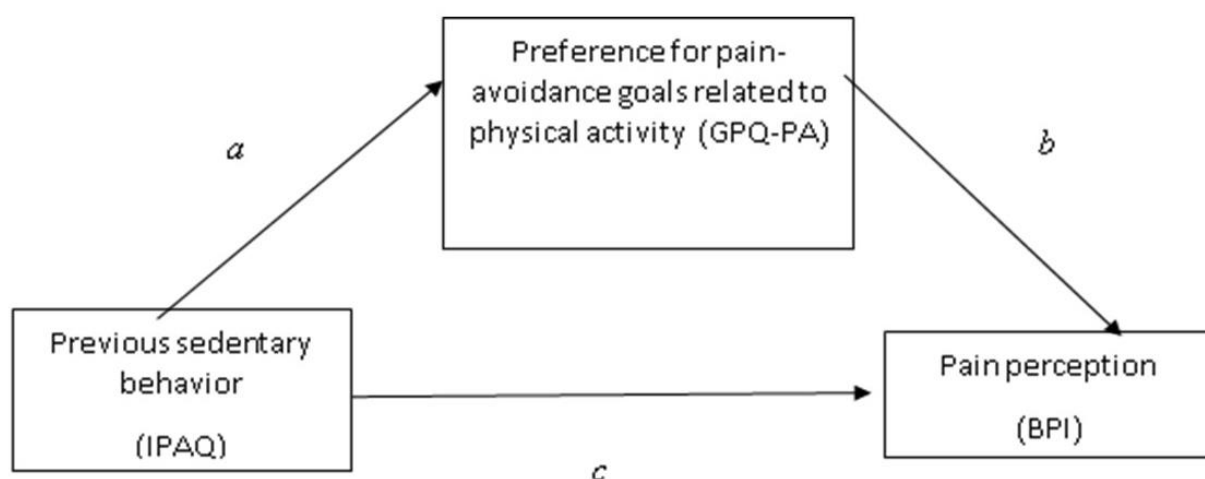 Preference for pain-
avoidance goals related to
physical activity (GPQ-PA)
a
b
Previous sedentary
behavior
(IPAQ)
Pain perception
(BPI)
c